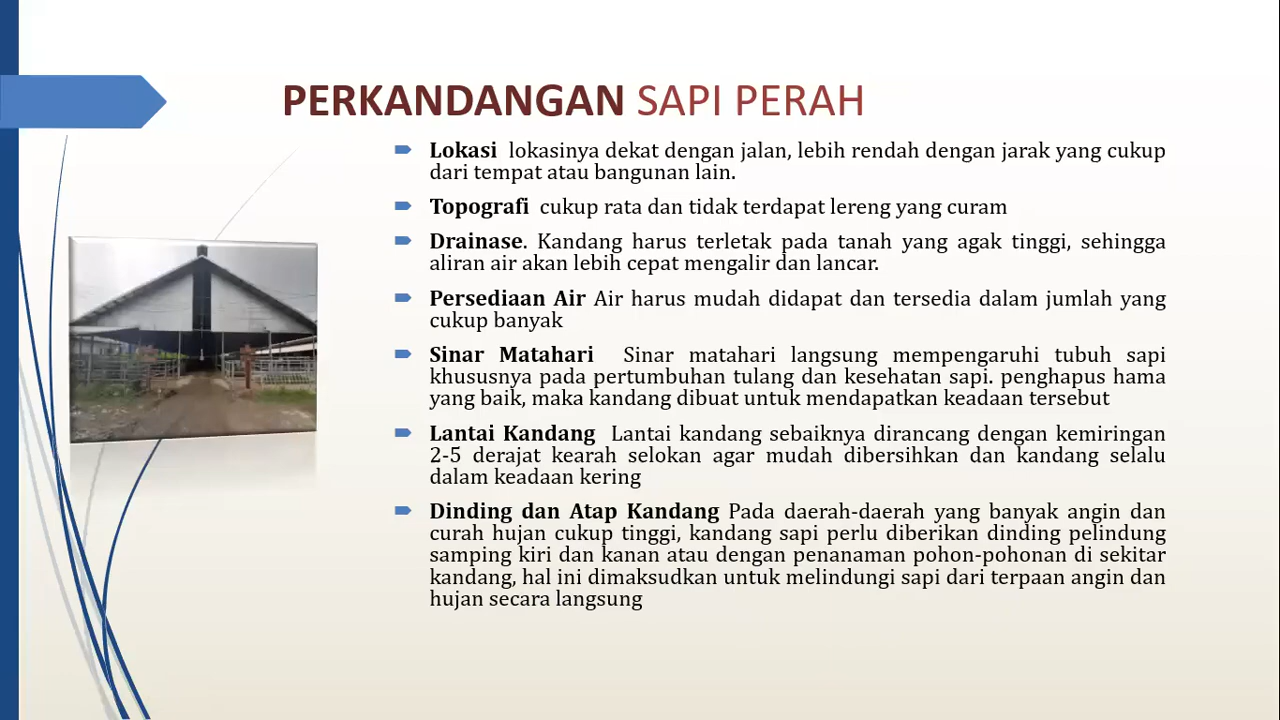 PERKANDANGAN SAPI PERAH
Lokasi lokasinya dekat dengan jalan, lebih rendah dengan jarak yang cukup
dari tempat atau bangunan lain.
Topografi cukup rata dan tidak terdapat lereng yang curam
Drainase. Kandang harus terletak pada tanah yang agak tinggi, sehingga
aliran air akan lebih cepat mengalir dan lancar.
Persediaan Air Air harus mudah didapat dan tersedia dalam jumlah yang
cukup banyak
Sinar Matahari Sinar matahari langsung mempengaruhi tubuh sapi
khususnya pada pertumbuhan tulang dan kesehatan sapi. penghapus hama
yang baik, maka kandang dibuat untuk mendapatkan keadaan tersebut
Lantai Kandang Lantai kandang sebaiknya dirancang dengan kemiringan
2-5 derajat kearah selokan agar mudah dibersihkan dan kandang selalu
dalam keadaan kering
Dinding dan Atap Kandang Pada daerah-daerah yang banyak angin dan
curah hujan cukup tinggi, kandang sapi perlu diberikan dinding pelindung
samping kiri dan kanan atau dengan penanaman pohon-pohonan di sekitar
kandang, hal ini dimaksudkan untuk melindungi sapi dari terpaan angin dan
hujan secara langsung